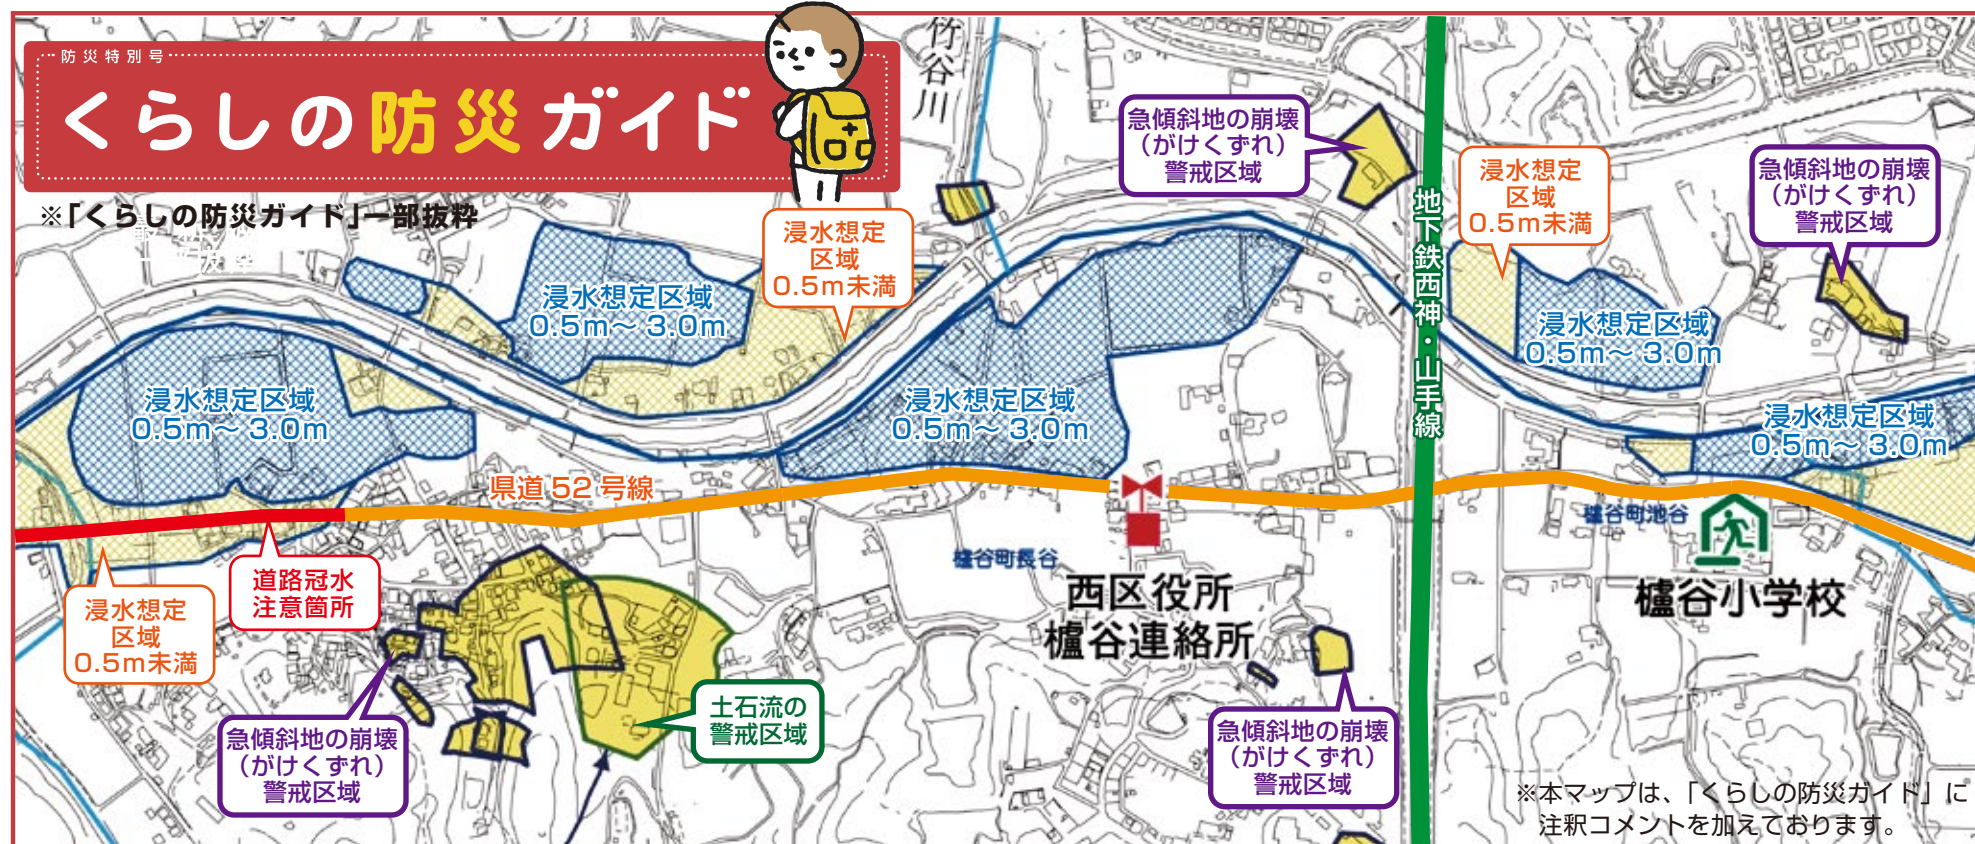 防災特別号
くらしの防災ガイド
※「くらしの防災ガイド」一部抜粋
竹谷川
急傾斜地の崩壊
（がけくずれ）
警戒区域
浸水想定
区域
0.5m未満
急傾斜地の崩壊
（がけくずれ）
警戒区域
浸水想定
区域
0.5m未満
地下鉄西神・山手線
浸水想定区域
0.5m～3.0m
浸水想定区域
0.5m～3.0m
浸水想定区域
0.5m～3.0m
浸水想定区域
0.5m～3.0m
浸水想定区域
0.5m～3.0m
県道52号線
櫨谷町池谷
櫨谷町長谷
西区役所
櫨谷連絡所
櫨谷小学校
道路冠水
注意箇所
浸水想定
区域
0.5m未満
土石流の
警戒区域
急傾斜地の崩壊
（がけくずれ）
警戒区域
急傾斜地の崩壊
（がけくずれ）
警戒区域
※本マップは、「くらしの防災ガイド」に
注釈コメントを加えております。